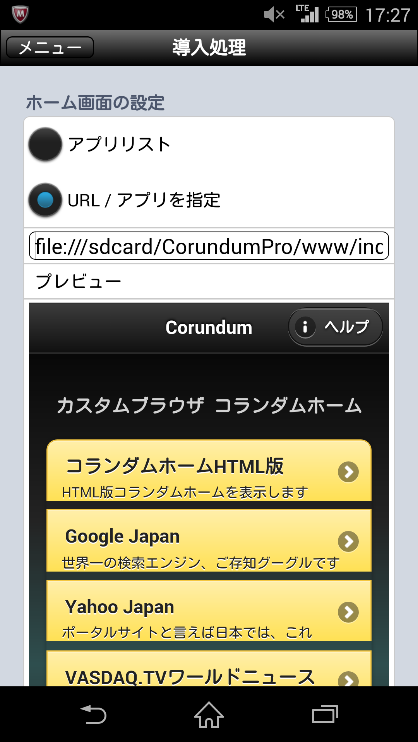 LTE 98% 17:27
メニュー 導入処理
ホーム画面の設定
アプリリスト
URL / アプリを指定
file:///sdcard/CorundumPro/www/inc
プレビュー
Corundum ヘルプ
カスタムブラウザ コランダムホーム
コランダムホームHTML版
HTML版コランダムホームを表示します
Google Japan
世界一の検索エンジン、ご存知グーグルです
Yahoo Japan
ポータルサイトと言えば日本では、これ
VASDAQ.TVワールドニュース